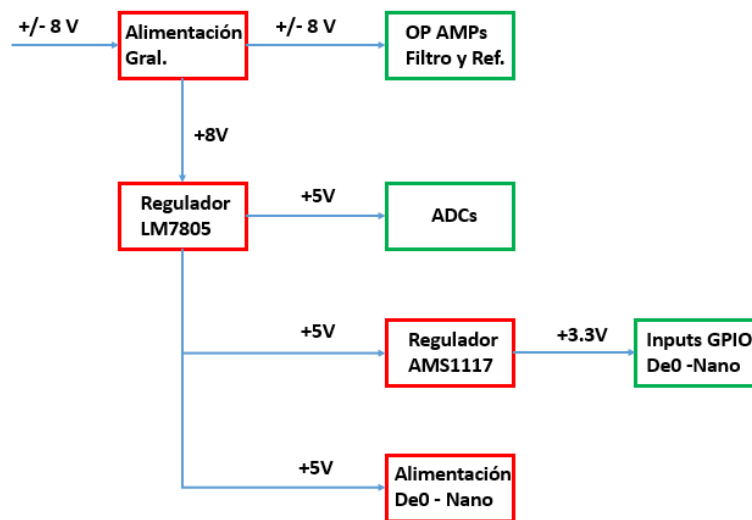 +/- 8 V
Alimentación
Gral.
+/- 8 V
OP AMPs
Filtro y Ref.
+8V
Regulador
LM7805
+5V
ADCs
+5V
Regulador
AMS1117
+3.3V
Inputs GPIO
De0 -Nano
+5V
Alimentación
De0 - Nano